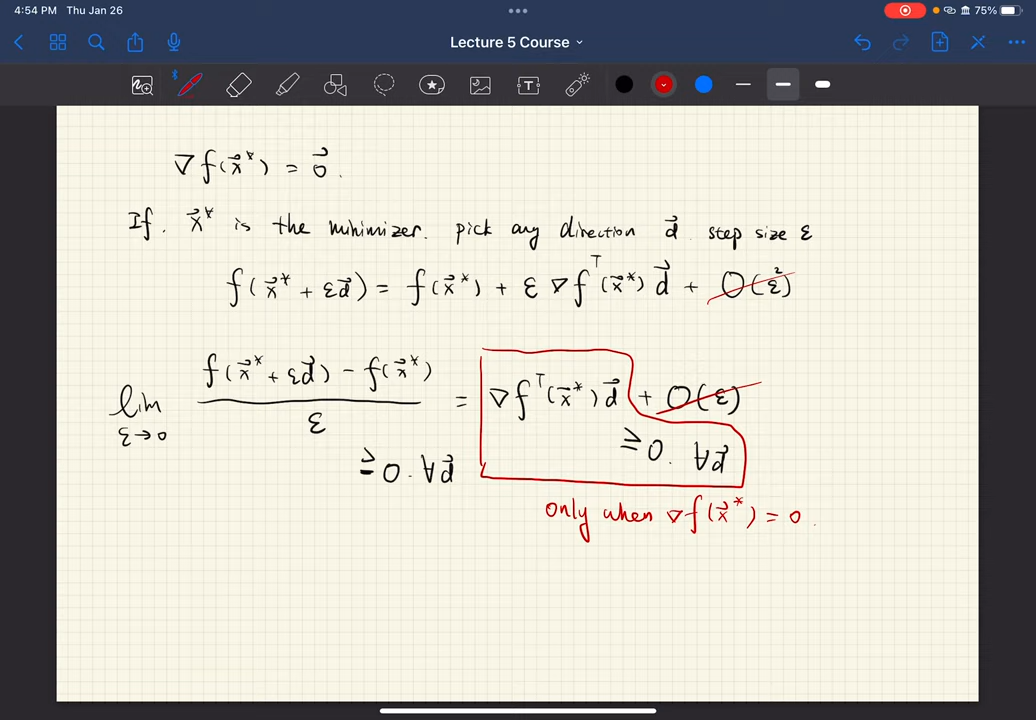 4:54 PM Thu Jan 26
75%
Lecture 5 Course
∇f(x⃗*) = 0⃗.
If. x⃗* is the minimizer. pick any direction d⃗. step size ε
f(x⃗* + εd⃗) = f(x⃗*) + ε ∇fᵀ(x⃗*) d⃗ + O(ε²)
lim ε→0 (f(x⃗* + εd⃗) − f(x⃗*)) / ε = ∇fᵀ(x⃗*) d⃗ + O(ε)
≥ 0. ∀d⃗ ≥ 0. ∀d⃗
only when ∇f(x⃗*) = 0.